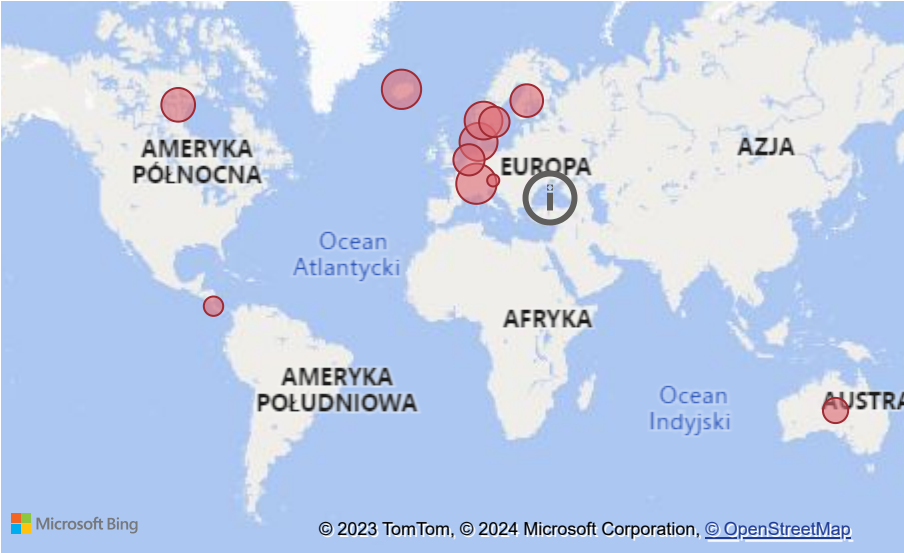 AMERYKA
PÓŁNOCNA
EUROPA
AZJA
Ocean
Atlantycki
AFRYKA
AMERYKA
POŁUDNIOWA
Ocean
Indyjski
AUSTRA
Microsoft Bing
© 2023 TomTom, © 2024 Microsoft Corporation, © OpenStreetMap